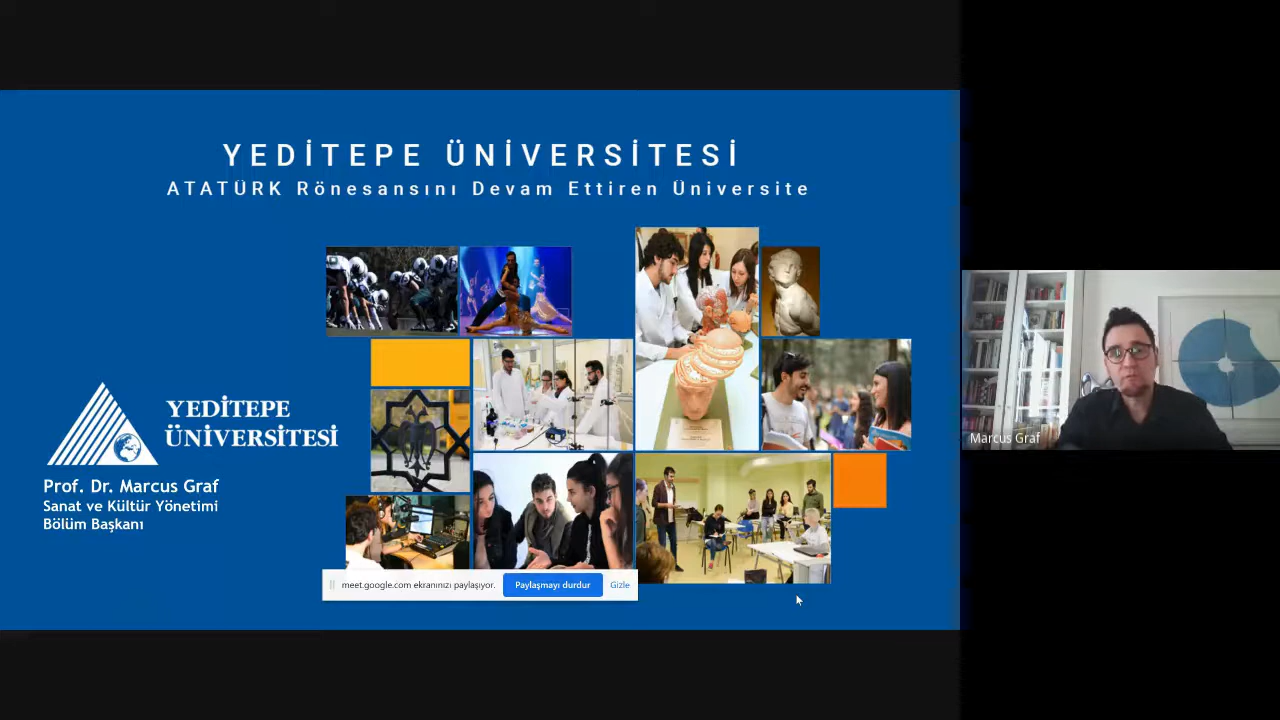 YEDİTEPE ÜNİVERSİTESİ
ATATÜRK Rönesansını Devam Ettiren Üniversite
YEDİTEPE
ÜNİVERSİTESİ
Prof. Dr. Marcus Graf
Sanat ve Kültür Yönetimi
Bölüm Başkanı
meet.google.com ekranınızı paylaşıyor.
Paylaşmayı durdur
Gizle
Marcus Graf